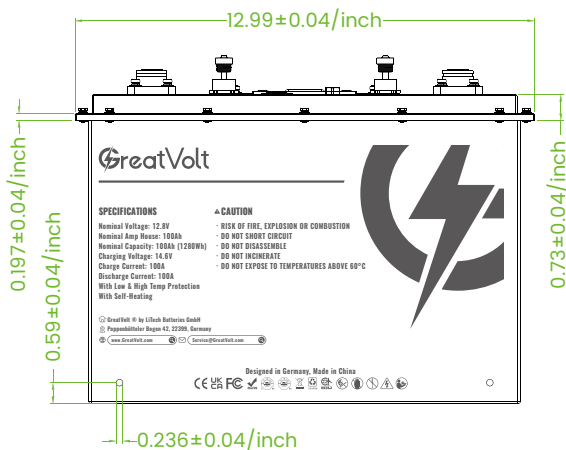 12.99±0.04/inch
0.197±0.04/inch
0.59±0.04/inch
0.73±0.04/inch
GreatVolt
SPECIFICATIONS
Nominal Voltage: 12.8V
Nominal Amp House: 100Ah
Nominal Capacity: 100Ah (1280Wh)
Charging Voltage: 14.6V
Charge Current: 100A
Discharge Current: 100A
With Low & High Temp Protection
With Self-Heating
CAUTION
· RISK OF FIRE, EXPLOSION OR COMBUSTION
· DO NOT SHORT CIRCUIT
· DO NOT DISASSEMBLE
· DO NOT INCINERATE
· DO NOT EXPOSE TO TEMPERATURES ABOVE 60°C
GreatVolt ® by LiTech Batteries GmbH
Poppenbütteler Bogen 42, 22399, Germany
www.GreatVolt.com Service@GreatVolt.com
Designed in Germany, Made in China
CE UK CA FC
0.236±0.04/inch